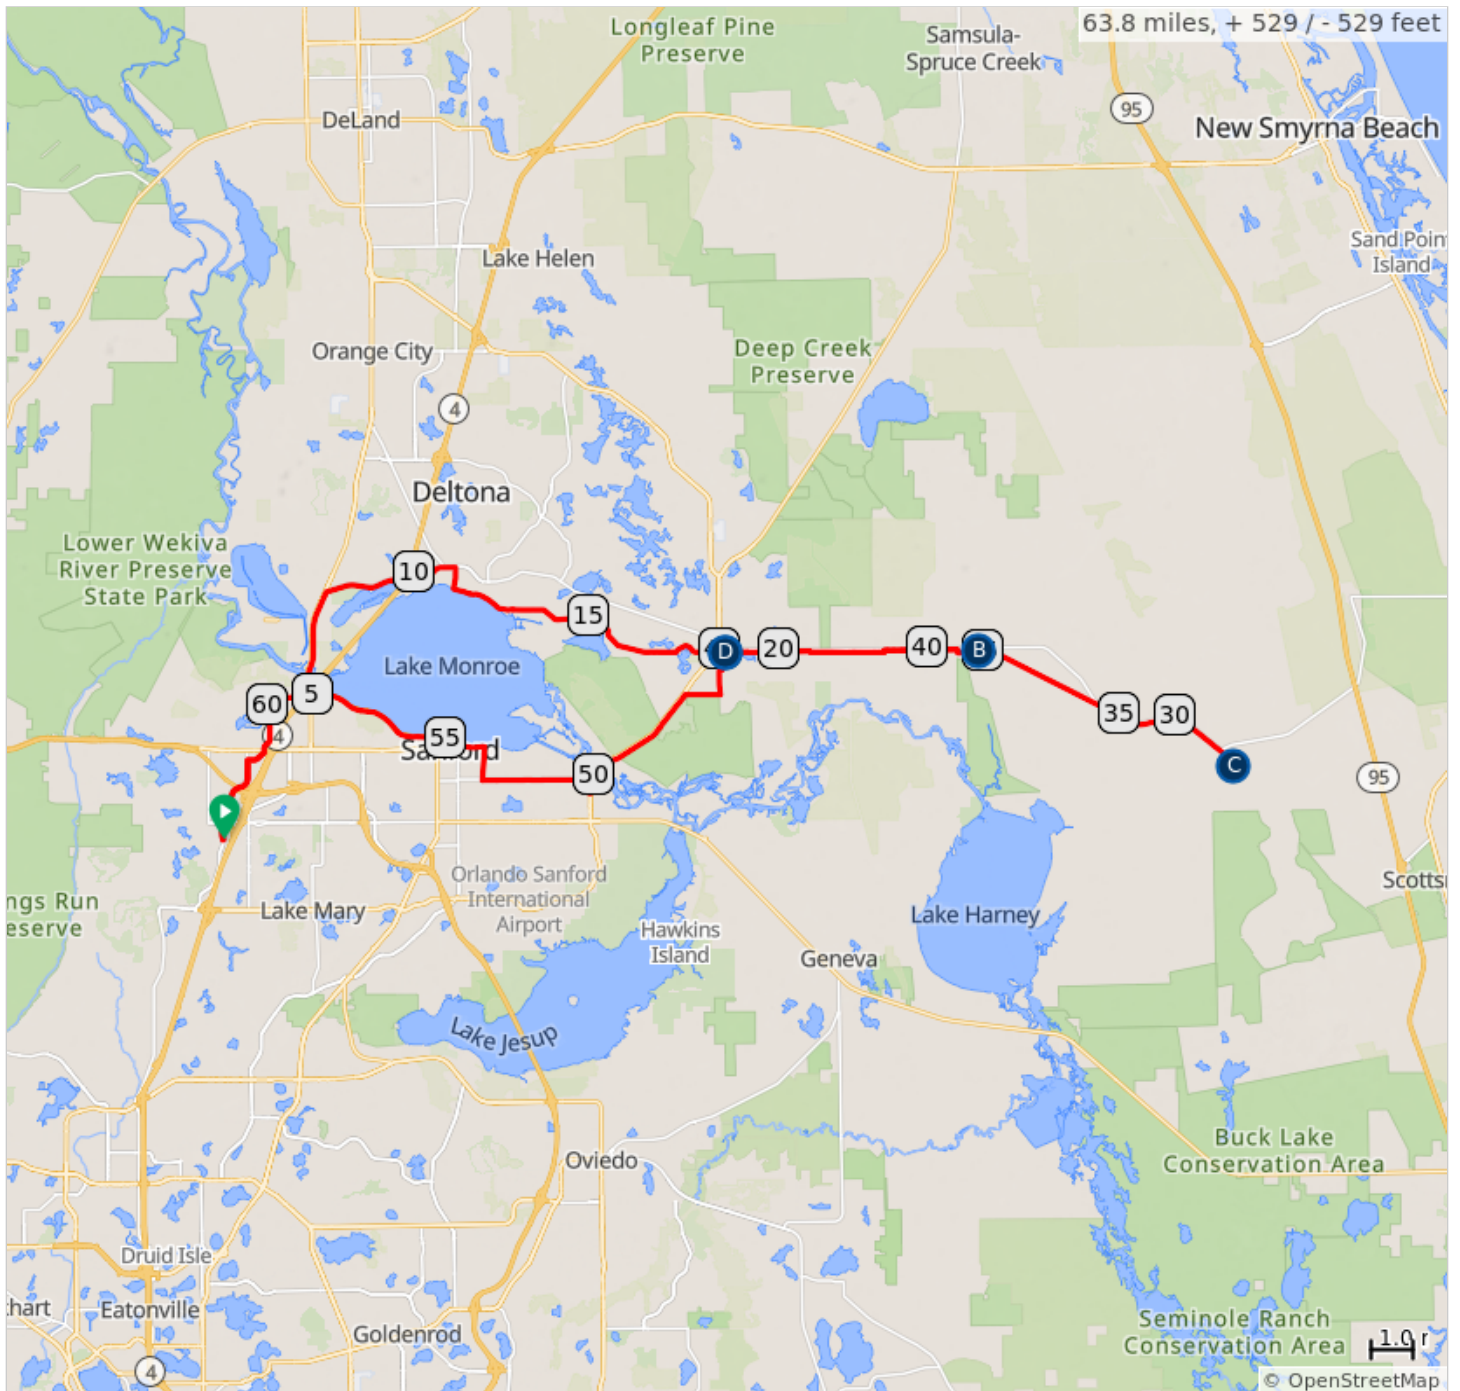 63.8 miles, + 529 / - 529 feet
Longleaf Pine
Preserve
Samsula-
Spruce Creek
95
New Smyrna Beach
DeLand
Sand Poin
Island
Lake Helen
Orange City
Deep Creek
Preserve
4
Deltona
Lower Wekiva
River Preserve
State Park
10
15
Lake Monroe
D
20
40
B
60
5
4
55
50
35
30
C
95
Lake Mary
Orlando Sanford
International
Airport
ngs Run
eserve
Scotts
Hawkins
Island
Lake Harney
Geneva
Lake Jesup
Oviedo
Buck Lake
Conservation Area
Druid Isle
hart
Eatonville
Goldenrod
Seminole Ranch
Conservation Area
4
1.0
© OpenStreetMap